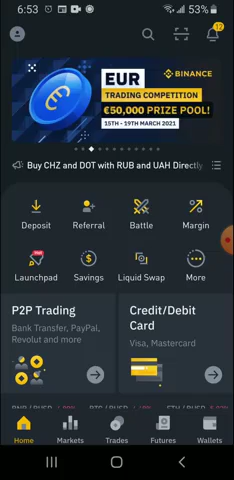 6:53
53%
12
EUR
BINANCE
TRADING COMPETITION
€50,000 PRIZE POOL!
15TH - 19TH MARCH 2021
Buy CHZ and DOT with RUB and UAH Directly
Deposit
Referral
Battle
Margin
Launchpad
Savings
Liquid Swap
More
P2P Trading
Bank Transfer, PayPal,
Revolut and more
Credit/Debit
Card
Visa, Mastercard
Home
Markets
Trades
Futures
Wallets